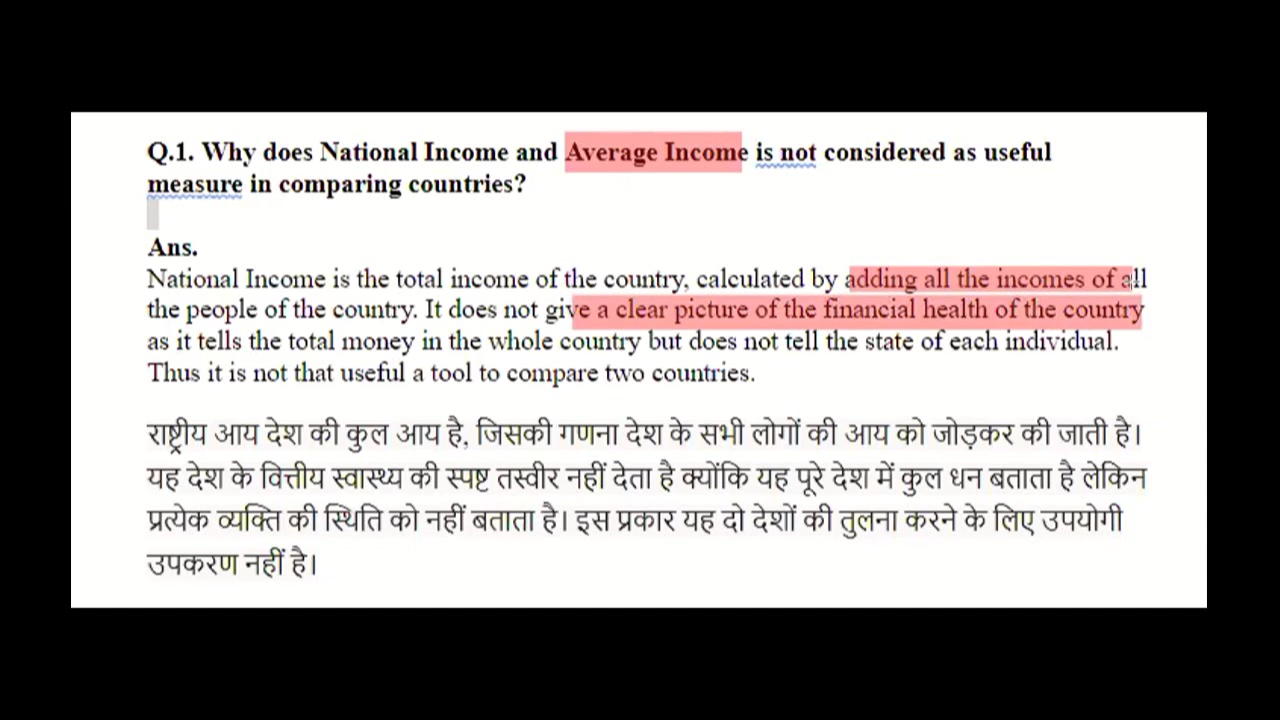 Q.1. Why does National Income and Average Income is not considered as useful
measure in comparing countries?
Ans.
National Income is the total income of the country, calculated by adding all the incomes of all
the people of the country. It does not give a clear picture of the financial health of the country
as it tells the total money in the whole country but does not tell the state of each individual.
Thus it is not that useful a tool to compare two countries.
राष्ट्रीय आय देश की कुल आय है, जिसकी गणना देश के सभी लोगों की आय को जोड़कर की जाती है।
यह देश के वित्तीय स्वास्थ्य की स्पष्ट तस्वीर नहीं देता है क्योंकि यह पूरे देश में कुल धन बताता है लेकिन
प्रत्येक व्यक्ति की स्थिति को नहीं बताता है। इस प्रकार यह दो देशों की तुलना करने के लिए उपयोगी
उपकरण नहीं है।